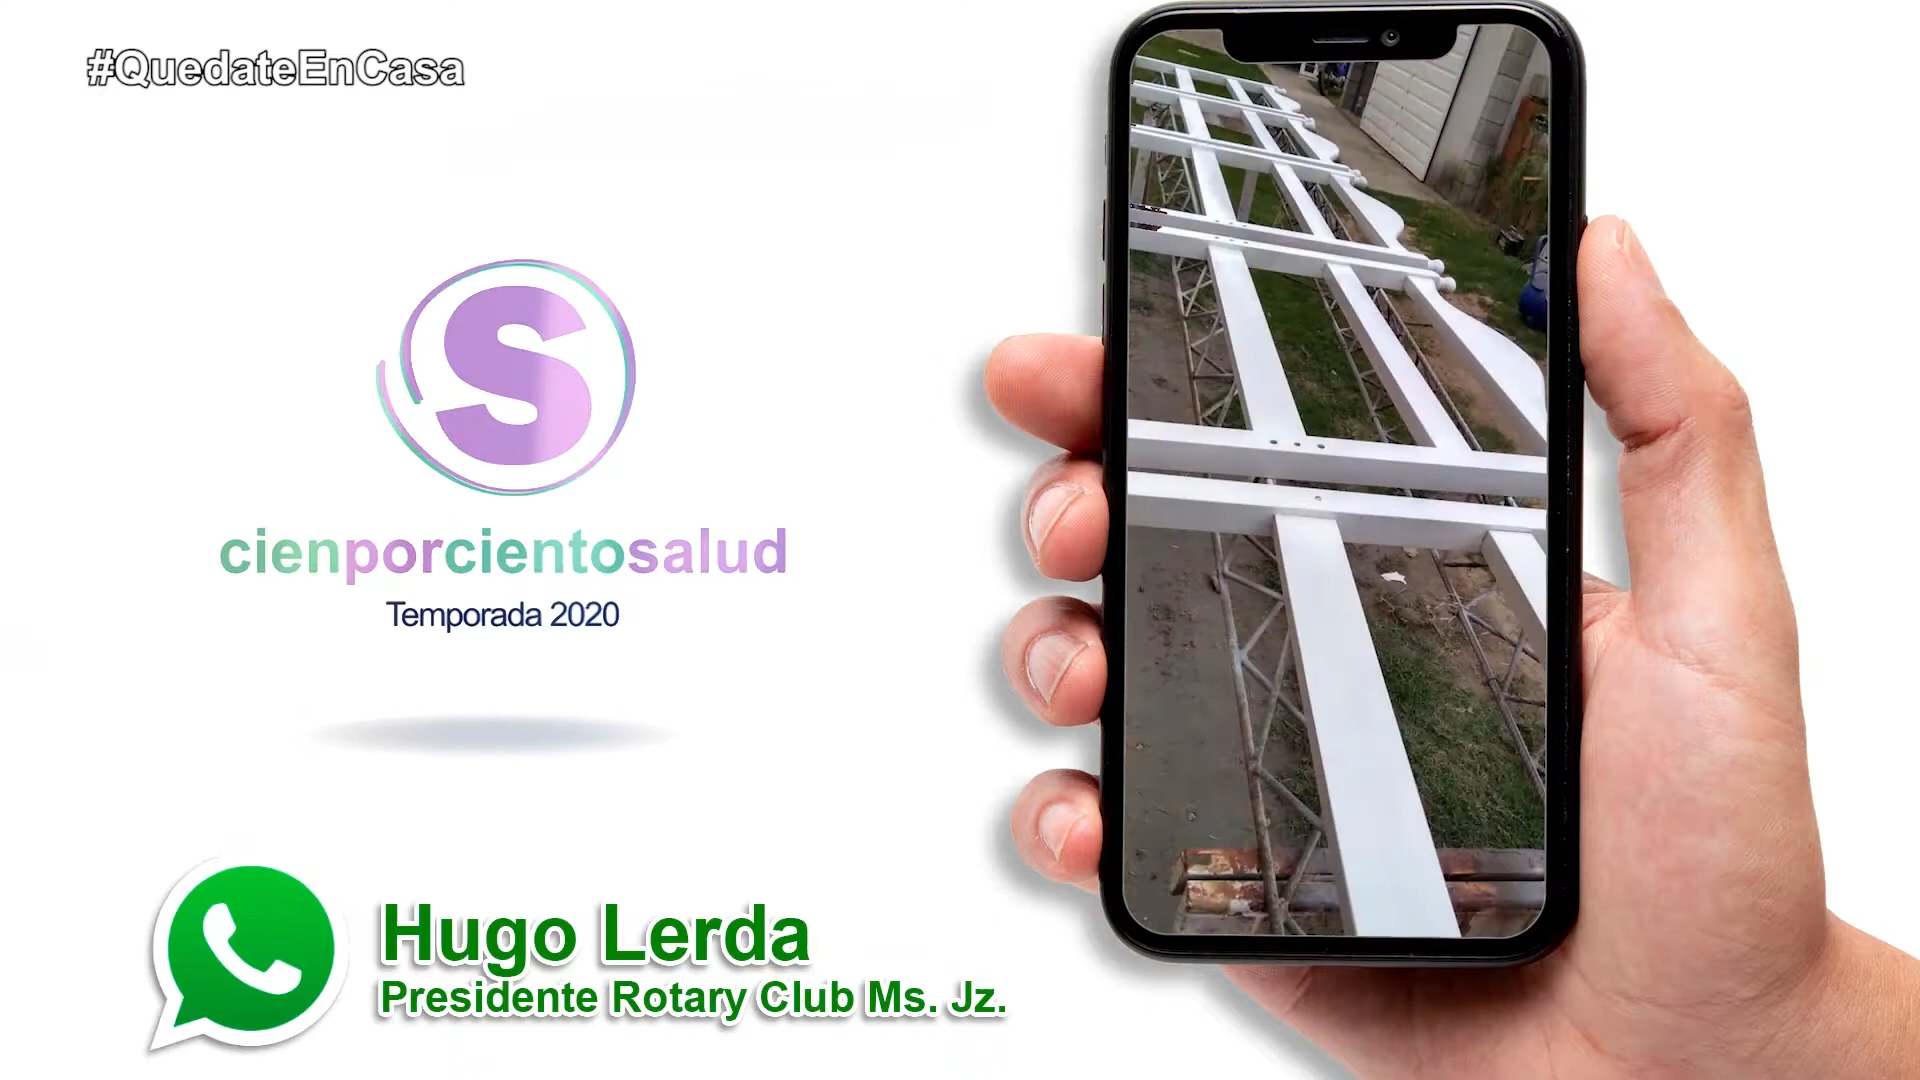 #QuedateEnCasa
S
cienporcientosalud
Temporada 2020
Hugo Lerda
Presidente Rotary Club Ms. Jz.